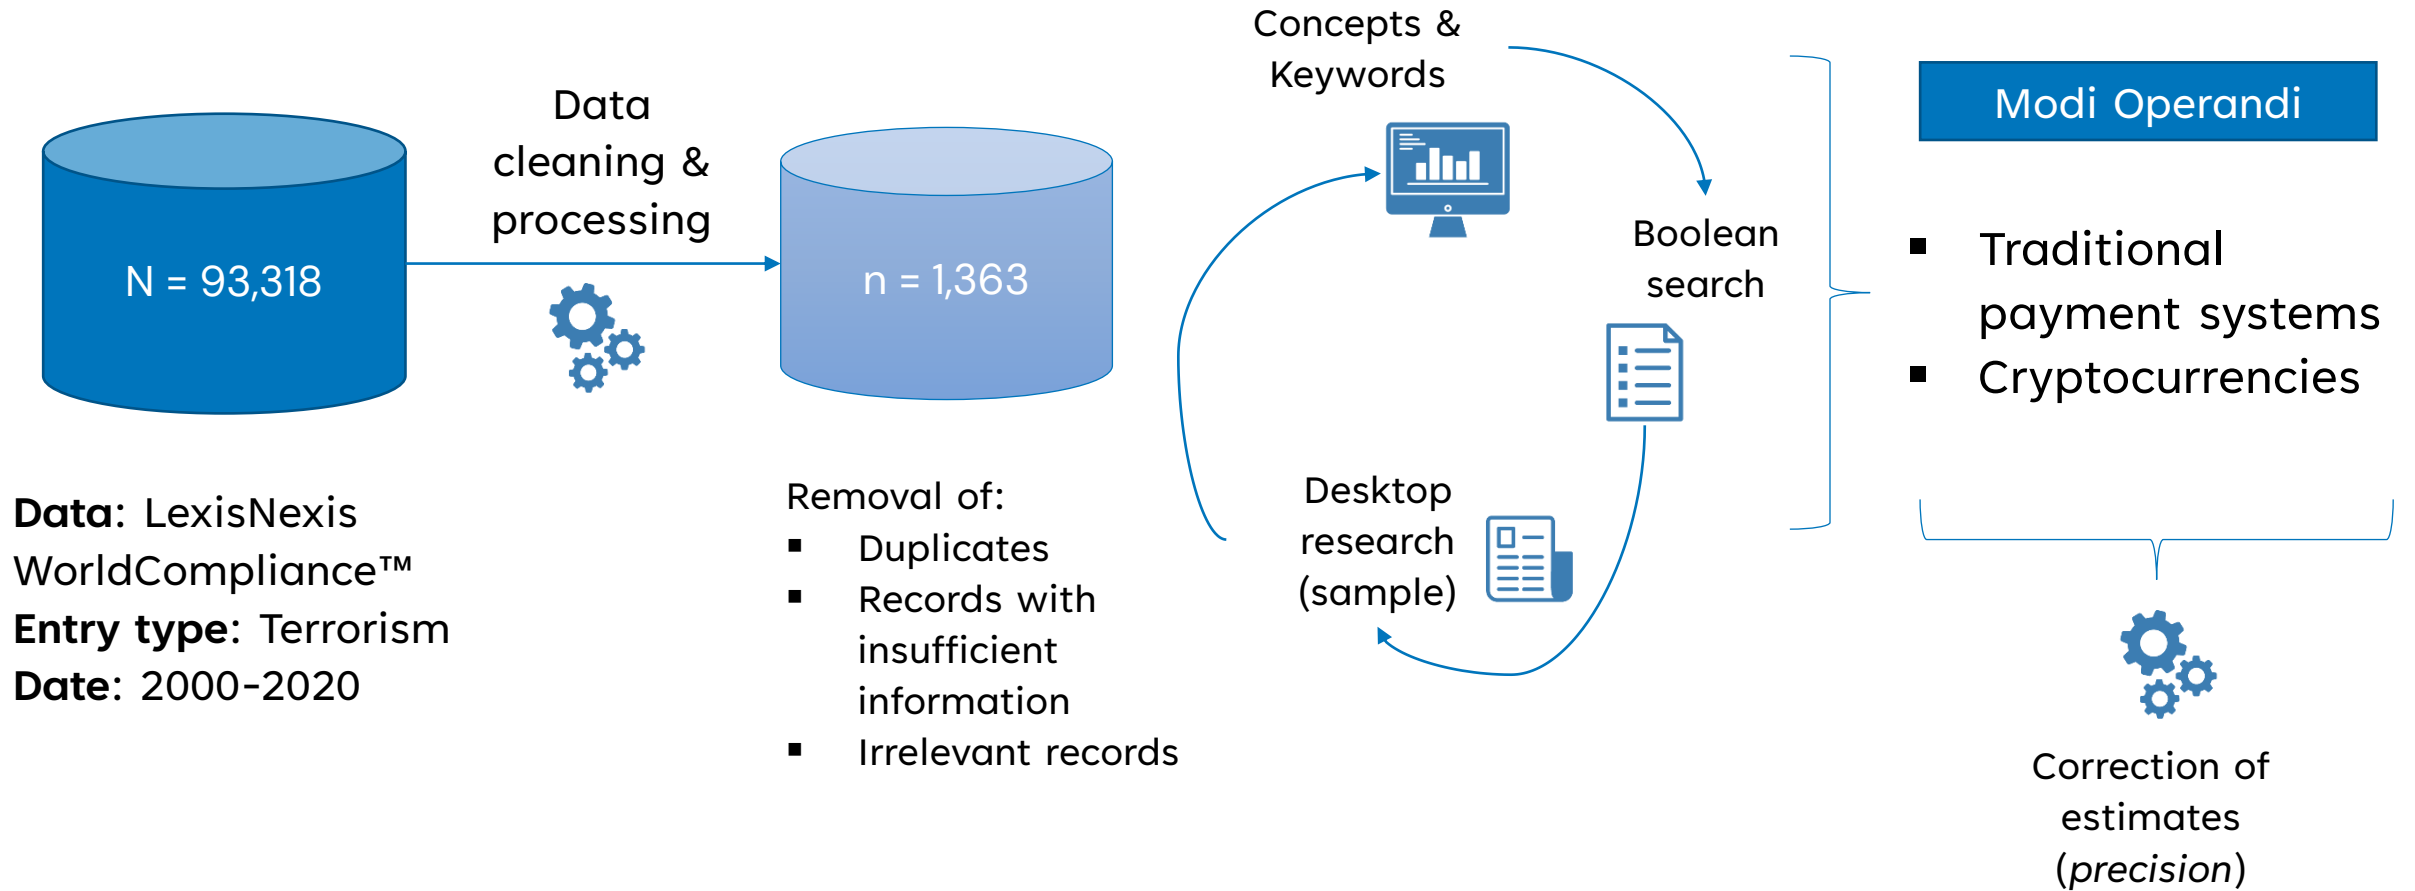 Data
cleaning &
processing
N = 93,318
Data: LexisNexis
WorldCompliance™
Entry type: Terrorism
Date: 2000-2020
n = 1,363
Removal of:
▪ Duplicates
▪ Records with
insufficient
information
▪ Irrelevant records
Concepts &
Keywords
Boolean
search
Desktop
research
(sample)
Modi Operandi
▪ Traditional
payment systems
▪ Cryptocurrencies
Correction of
estimates
(precision)